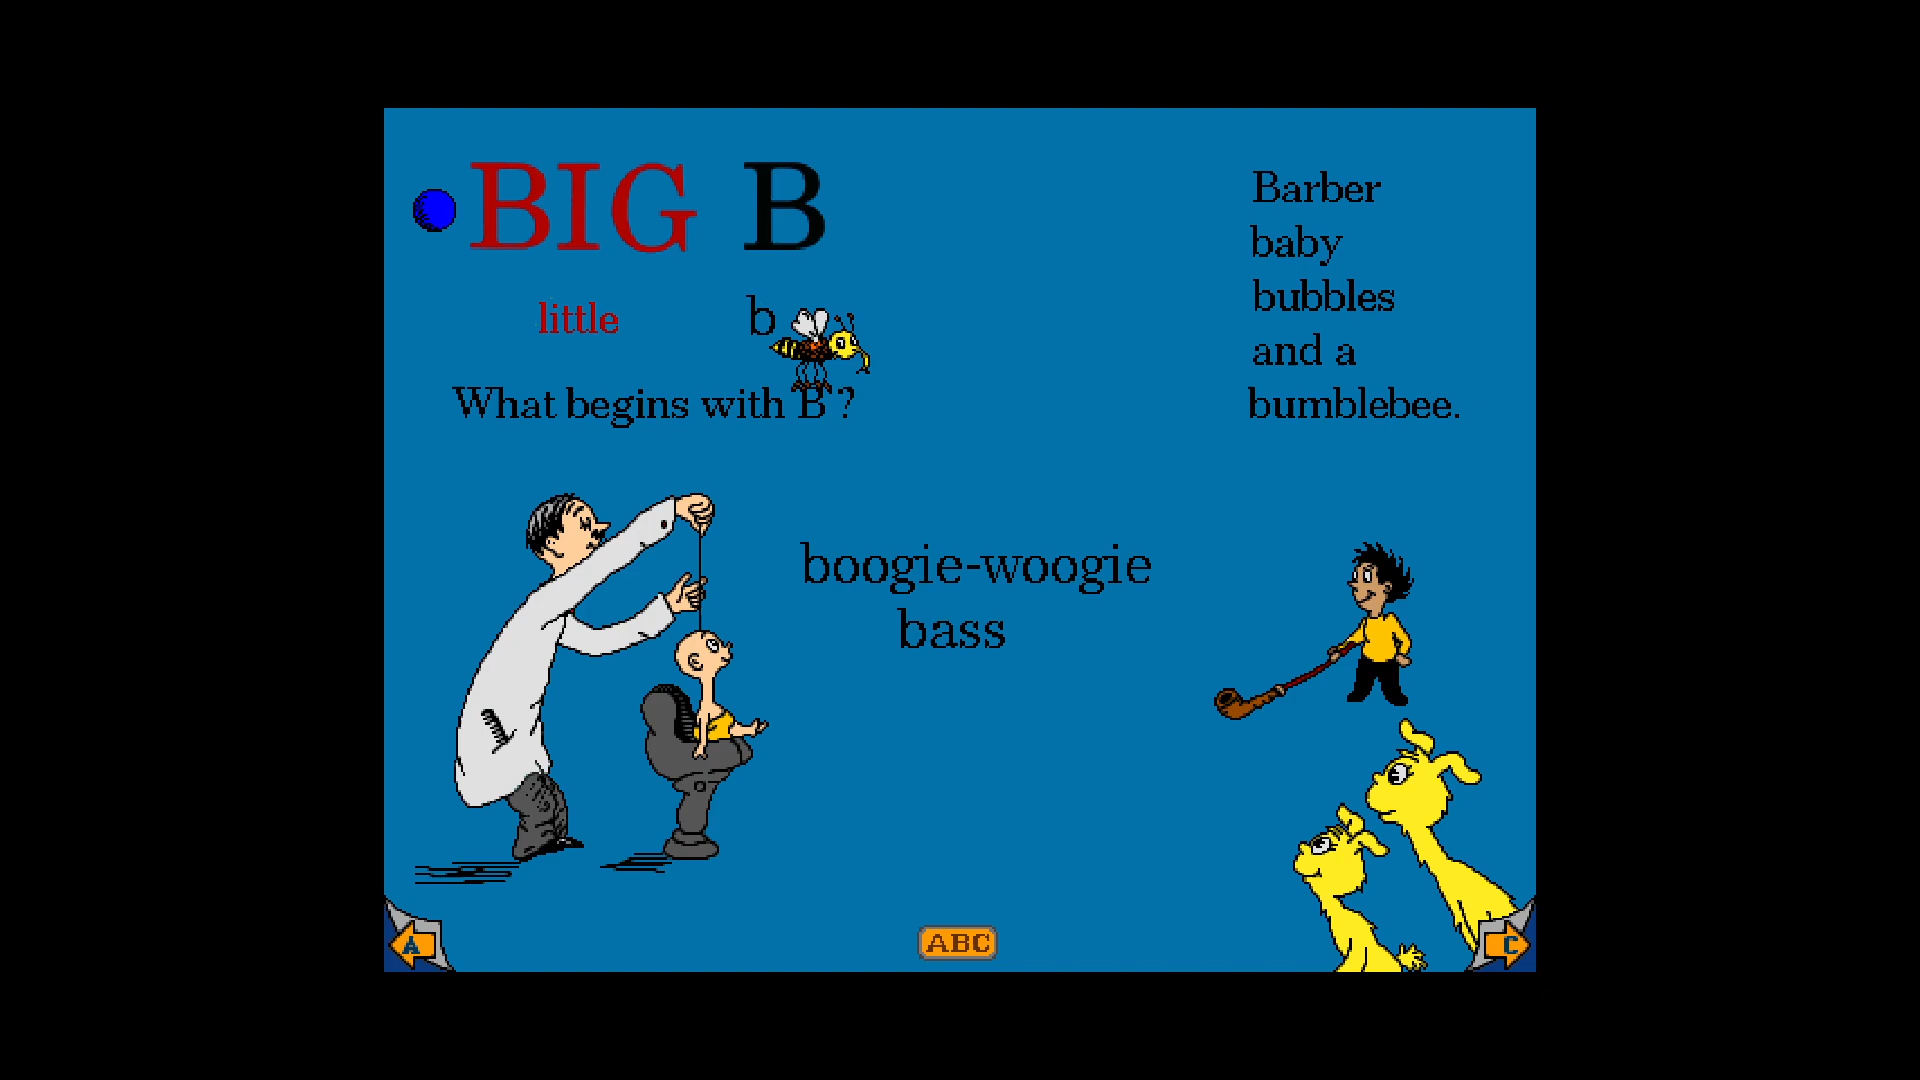 BIG B
little b
What begins with B ?
Barber
baby
bubbles
and a
bumblebee.
boogie-woogie
bass
A
ABC
C